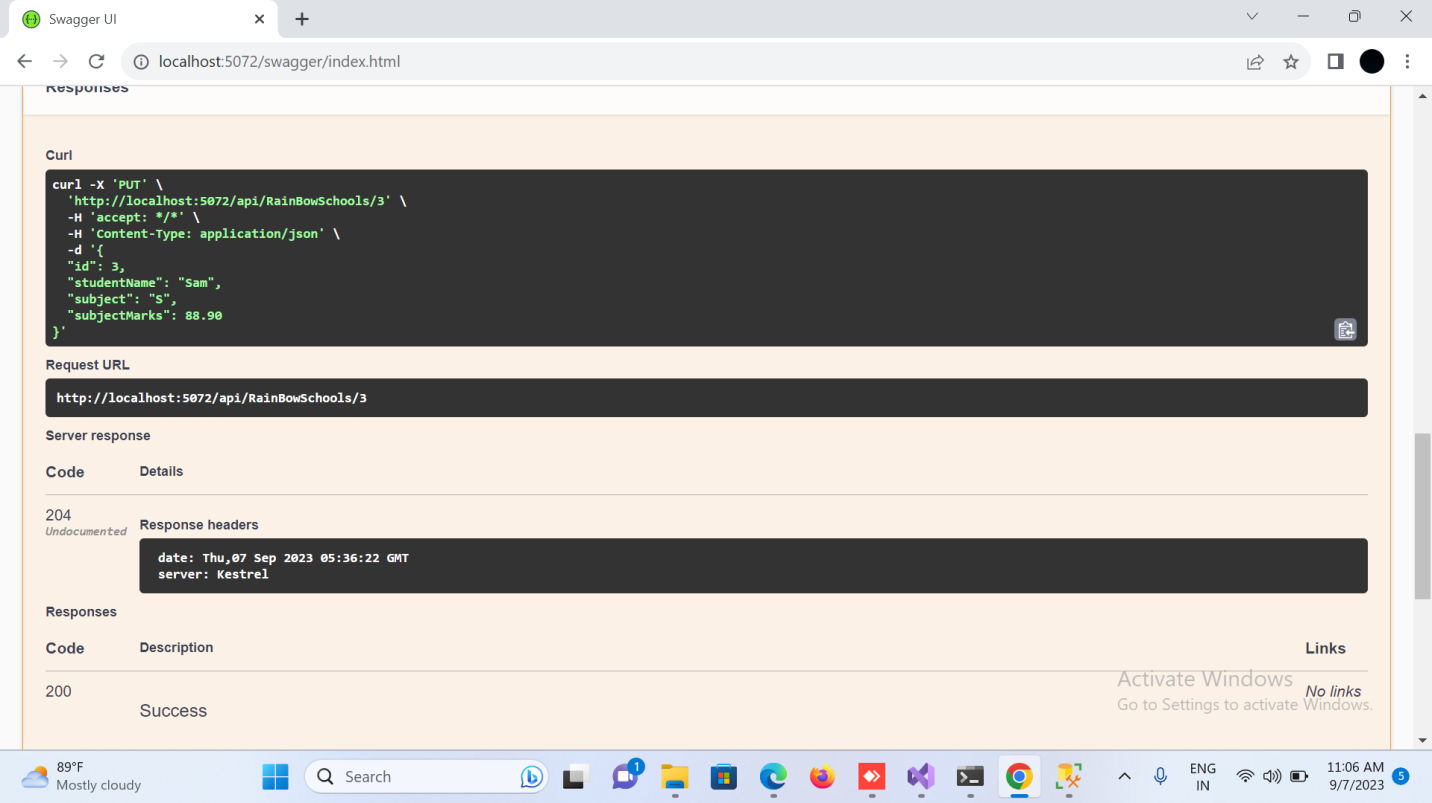 Swagger UI
localhost:5072/swagger/index.html
Responses
Curl
curl -X 'PUT' \
'http://localhost:5072/api/RainBowSchools/3' \
-H 'accept: */*' \
-H 'Content-Type: application/json' \
-d '{
"id": 3,
"studentName": "Sam",
"subject": "S",
"subjectMarks": 88.90
}'
Request URL
http://localhost:5072/api/RainBowSchools/3
Server response
Code Details
204
Undocumented
Response headers
date: Thu,07 Sep 2023 05:36:22 GMT
server: Kestrel
Responses
Code Description Links
200 No links
Success
Activate Windows
Go to Settings to activate Windows.
89°F
Mostly cloudy
Search
1
ENG
IN
11:06 AM
9/7/2023
5